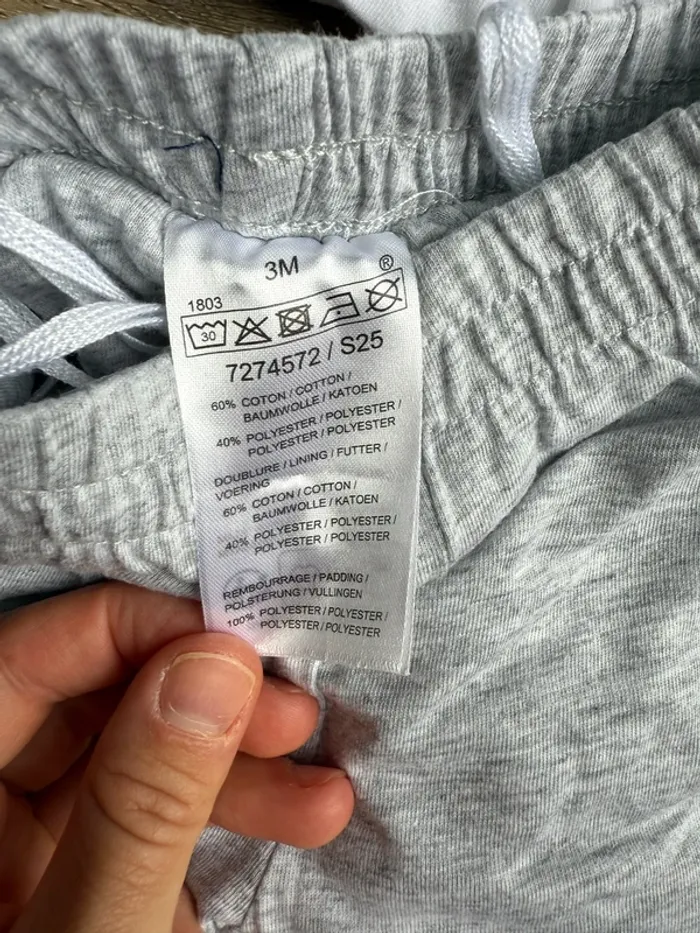 3M
®
1803
30
7274572 / S25
60% COTON / COTTON /
BAUMWOLLE / KATOEN
40% POLYESTER / POLYESTER /
POLYESTER / POLYESTER
DOUBLURE / LINING / FUTTER /
VOERING
60% COTON / COTTON /
BAUMWOLLE / KATOEN
40% POLYESTER / POLYESTER /
POLYESTER / POLYESTER
REMBOURRAGE / PADDING /
POLSTERUNG / VULLINGEN
100% POLYESTER / POLYESTER /
POLYESTER / POLYESTER